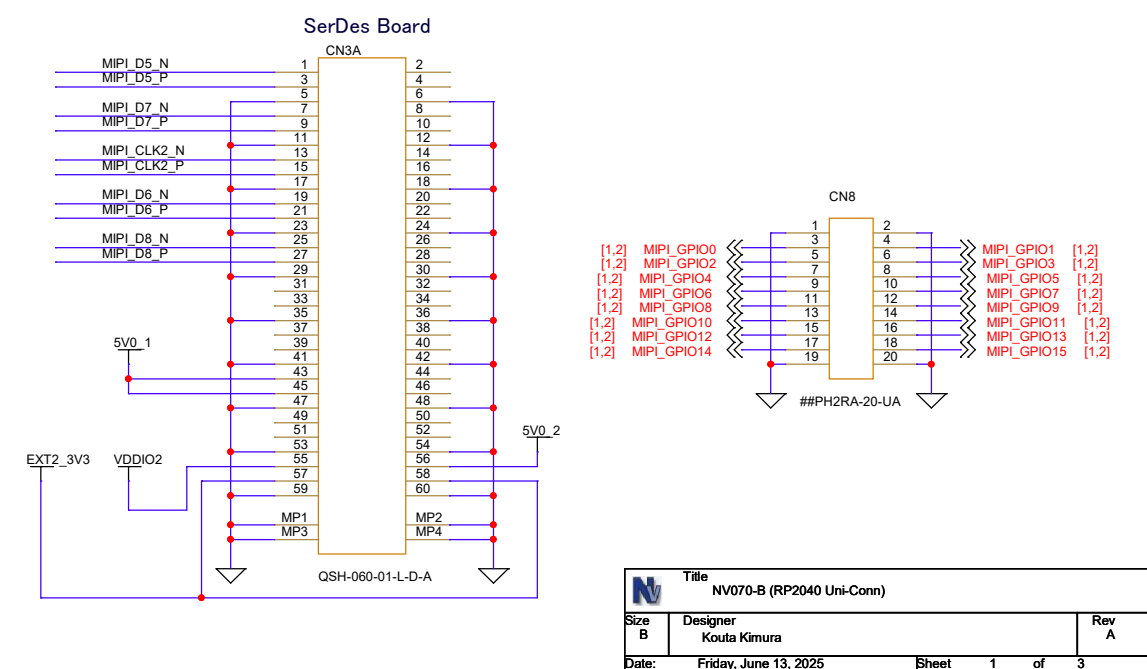 SerDes Board
CN3A
MIPI_D5_N 1 2
MIPI_D5_P 3 4
5 6
MIPI_D7_N 7 8
MIPI_D7_P 9 10
11 12
MIPI_CLK2_N 13 14
MIPI_CLK2_P 15 16
17 18
MIPI_D6_N 19 20
MIPI_D6_P 21 22
23 24
MIPI_D8_N 25 26
MIPI_D8_P 27 28
29 30
31 32
33 34
35 36
37 38
5V0_1 39 40
41 42
43 44
45 46
47 48
49 50
51 52
5V0_2
53 54
EXT2_3V3 VDDIO2 55 56
57 58
59 60
MP1 MP2
MP3 MP4
QSH-060-01-L-D-A
CN8
1 2
[1,2] MIPI_GPIO0 3 4 MIPI_GPIO1 [1,2]
[1,2] MIPI_GPIO2 5 6 MIPI_GPIO3 [1,2]
[1,2] MIPI_GPIO4 7 8 MIPI_GPIO5 [1,2]
[1,2] MIPI_GPIO6 9 10 MIPI_GPIO7 [1,2]
[1,2] MIPI_GPIO8 11 12 MIPI_GPIO9 [1,2]
[1,2] MIPI_GPIO10 13 14 MIPI_GPIO11 [1,2]
[1,2] MIPI_GPIO12 15 16 MIPI_GPIO13 [1,2]
[1,2] MIPI_GPIO14 17 18 MIPI_GPIO15 [1,2]
19 20
##PH2RA-20-UA
Nv
Title
NV070-B (RP2040 Uni-Conn)
Size Designer Rev
B Kouta Kimura A
Date: Friday, June 13, 2025 Sheet 1 of 3